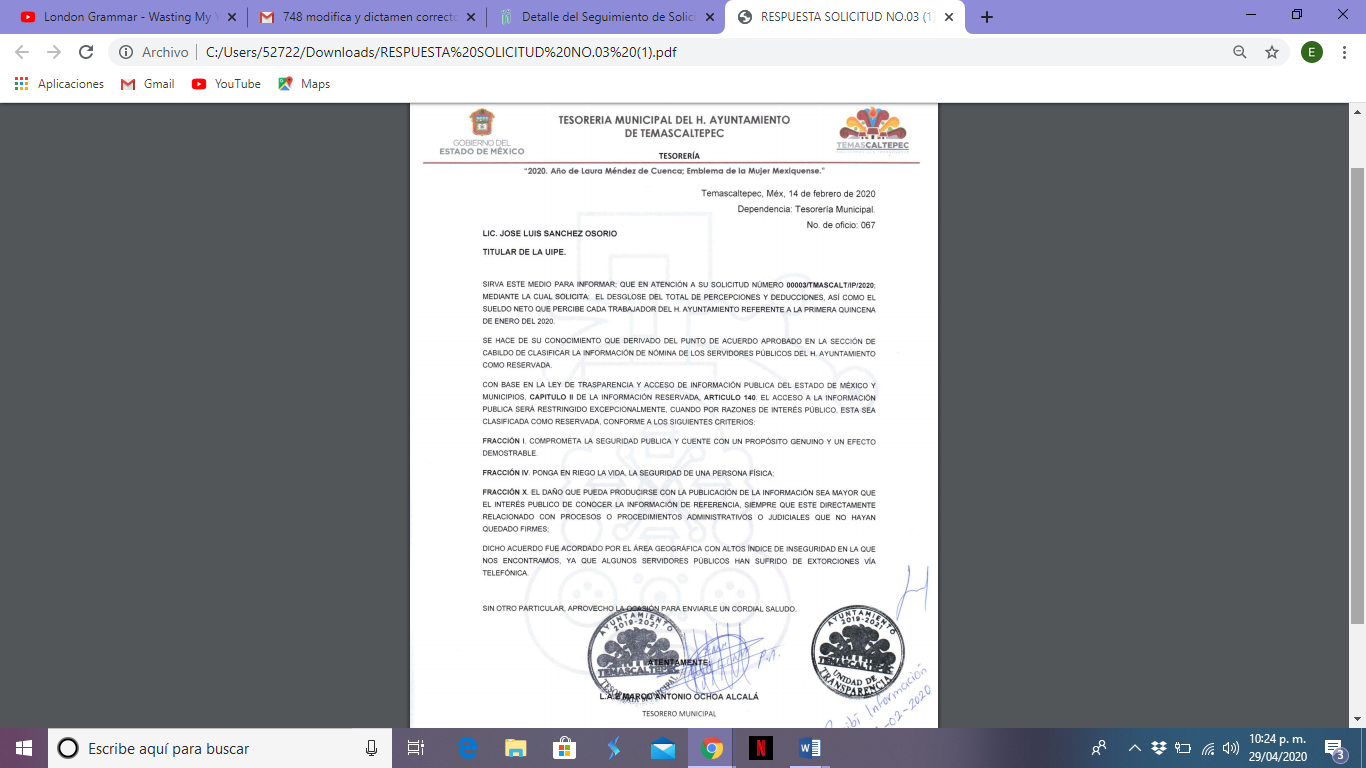 London Grammar - Wasting My Y
748 modifica y dictamen correcto
Detalle del Seguimiento de Solici
RESPUESTA SOLICITUD NO.03 (1)
Archivo
C:/Users/52722/Downloads/RESPUESTA%20SOLICITUD%20NO.03%20(1).pdf
E
Aplicaciones
Gmail
YouTube
Maps
GOBIERNO DEL
ESTADO DE MÉXICO
TESORERIA MUNICIPAL DEL H. AYUNTAMIENTO
DE TEMASCALTEPEC
TEMASCALTEPEC
TESORERÍA
"2020. Año de Laura Méndez de Cuenca; Emblema de la Mujer Mexiquense."
Temascaltepec, Méx, 14 de febrero de 2020
Dependencia: Tesorería Municipal.
No. de oficio: 067
LIC. JOSE LUIS SANCHEZ OSORIO
TITULAR DE LA UIPE.
SIRVA ESTE MEDIO PARA INFORMAR; QUE EN ATENCIÓN A SU SOLICITUD NÚMERO 00003/TMASCALT/IP/2020;
MEDIANTE LA CUAL SOLICITA: EL DESGLOSE DEL TOTAL DE PERCEPCIONES Y DEDUCCIONES, ASÍ COMO EL
SUELDO NETO QUE PERCIBE CADA TRABAJADOR DEL H. AYUNTAMIENTO REFERENTE A LA PRIMERA QUINCENA
DE ENERO DEL 2020.
SE HACE DE SU CONOCIMIENTO QUE DERIVADO DEL PUNTO DE ACUERDO APROBADO EN LA SECCIÓN DE
CABILDO DE CLASIFICAR LA INFORMACIÓN DE NÓMINA DE LOS SERVIDORES PÚBLICOS DEL H. AYUNTAMIENTO
COMO RESERVADA.
CON BASE EN LA LEY DE TRASPARENCIA Y ACCESO DE INFORMACIÓN PUBLICA DEL ESTADO DE MÉXICO Y
MUNICIPIOS, CAPITULO II DE LA INFORMACIÓN RESERVADA, ARTICULO 140. EL ACCESO A LA INFORMACIÓN
PUBLICA SERÁ RESTRINGIDO EXCEPCIONALMENTE, CUANDO POR RAZONES DE INTERÉS PÚBLICO, ESTA SEA
CLASIFICADA COMO RESERVADA, CONFORME A LOS SIGUIENTES CRITERIOS:
FRACCIÓN I. COMPROMETA LA SEGURIDAD PUBLICA Y CUENTE CON UN PROPÓSITO GENUINO Y UN EFECTO
DEMOSTRABLE.
FRACCIÓN IV. PONGA EN RIEGO LA VIDA, LA SEGURIDAD DE UNA PERSONA FÍSICA;
FRACCIÓN X. EL DAÑO QUE PUEDA PRODUCIRSE CON LA PUBLICACIÓN DE LA INFORMACIÓN SEA MAYOR QUE
EL INTERÉS PUBLICO DE CONOCER LA INFORMACIÓN DE REFERENCIA, SIEMPRE QUE ESTE DIRECTAMENTE
RELACIONADO CON PROCESOS O PROCEDIMIENTOS ADMINISTRATIVOS O JUDICIALES QUE NO HAYAN
QUEDADO FIRMES;
DICHO ACUERDO FUE ACORDADO POR EL ÁREA GEOGRÁFICA CON ALTOS ÍNDICE DE INSEGURIDAD EN LA QUE
NOS ENCONTRAMOS, YA QUE ALGUNOS SERVIDORES PÚBLICOS HAN SUFRIDO DE EXTORCIONES VÍA
TELEFÓNICA.
SIN OTRO PARTICULAR, APROVECHO LA OCASIÓN PARA ENVIARLE UN CORDIAL SALUDO.
AYUNTAMIENTO
2019-2021
TEMASCALTEPEC
ATENTAMENTE;
P.A.
AYUNTAMIENTO
2019-2021
TEMASCALTEPEC
UNIDAD DE
TRANSPARENCIA
MARCO ANTONIO OCHOA ALCALÁ
TESORERO MUNICIPAL
Información
-02-2020
Escribe aquí para buscar
10:24 p. m.
29/04/2020
3